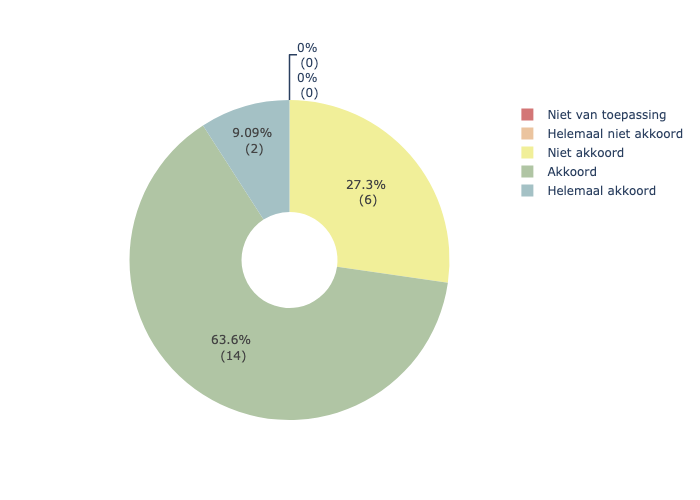 0%
(0)
0%
(0)
9.09%
(2)
27.3%
(6)
63.6%
(14)
Niet van toepassing
Helemaal niet akkoord
Niet akkoord
Akkoord
Helemaal akkoord